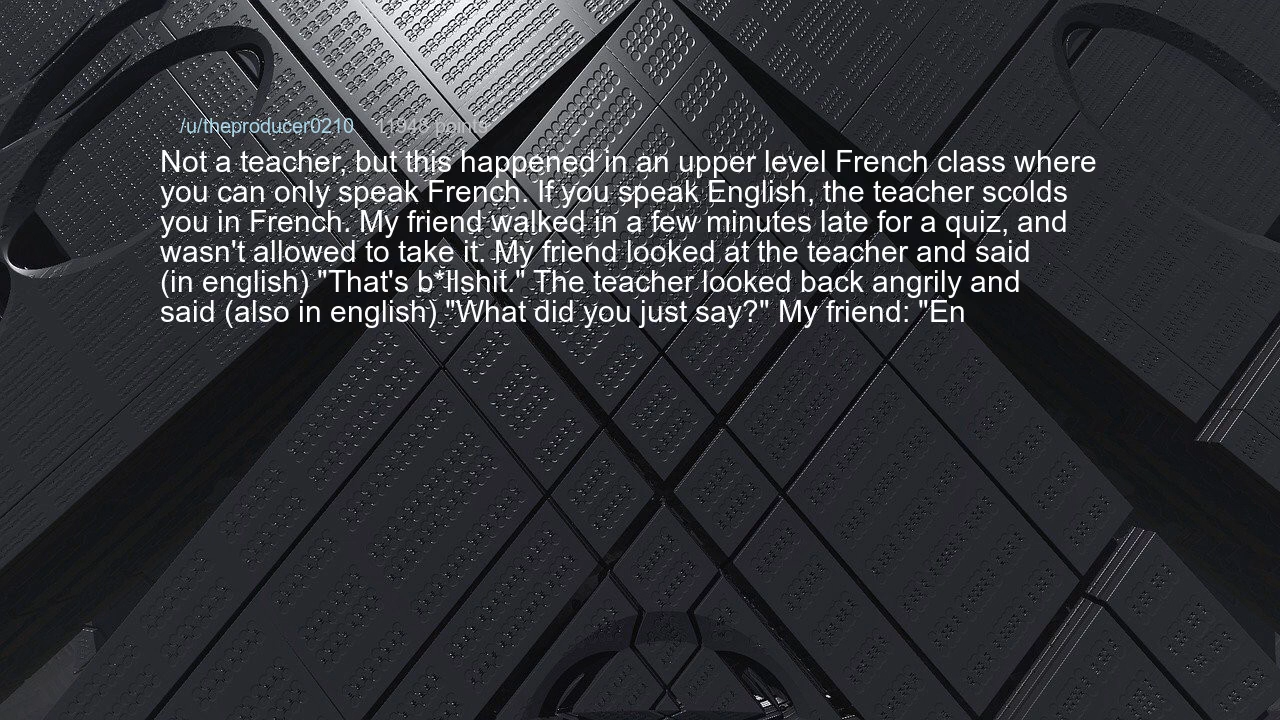 /u/theproducer0210 11948 points
Not a teacher, but this happened in an upper level French class where
you can only speak French. If you speak English, the teacher scolds
you in French. My friend walked in a few minutes late for a quiz, and
wasn't allowed to take it. My friend looked at the teacher and said
(in english) "That's b*llshit." The teacher looked back angrily and
said (also in english) "What did you just say?" My friend: "En